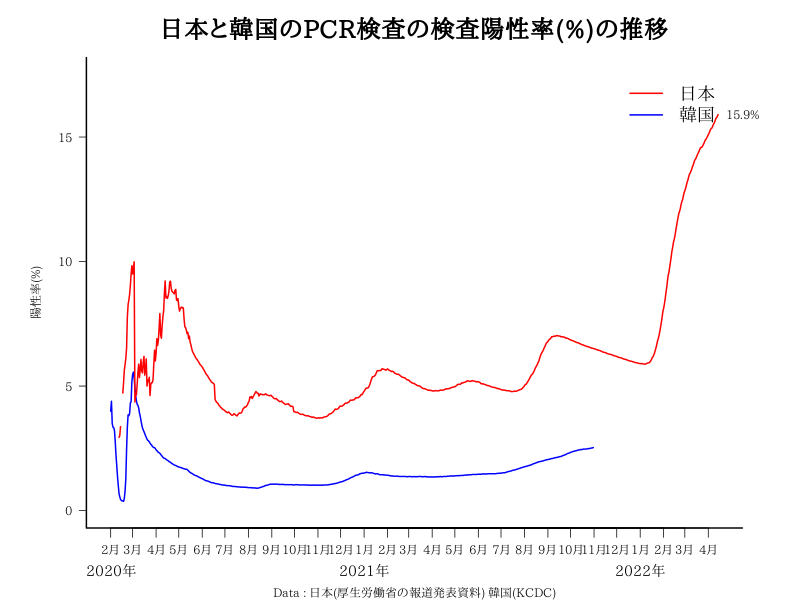 日本と韓国のPCR検査の検査陽性率(%)の推移
日本
韓国
15.9%
陽性率(%)
15
10
5
0
2月 3月 4月 5月 6月 7月 8月 9月 10月 11月 12月 1月 2月 3月 4月 5月 6月 7月 8月 9月 10月 11月 12月 1月 2月 3月 4月
2020年 2021年 2022年
Data : 日本(厚生労働省の報道発表資料) 韓国(KCDC)